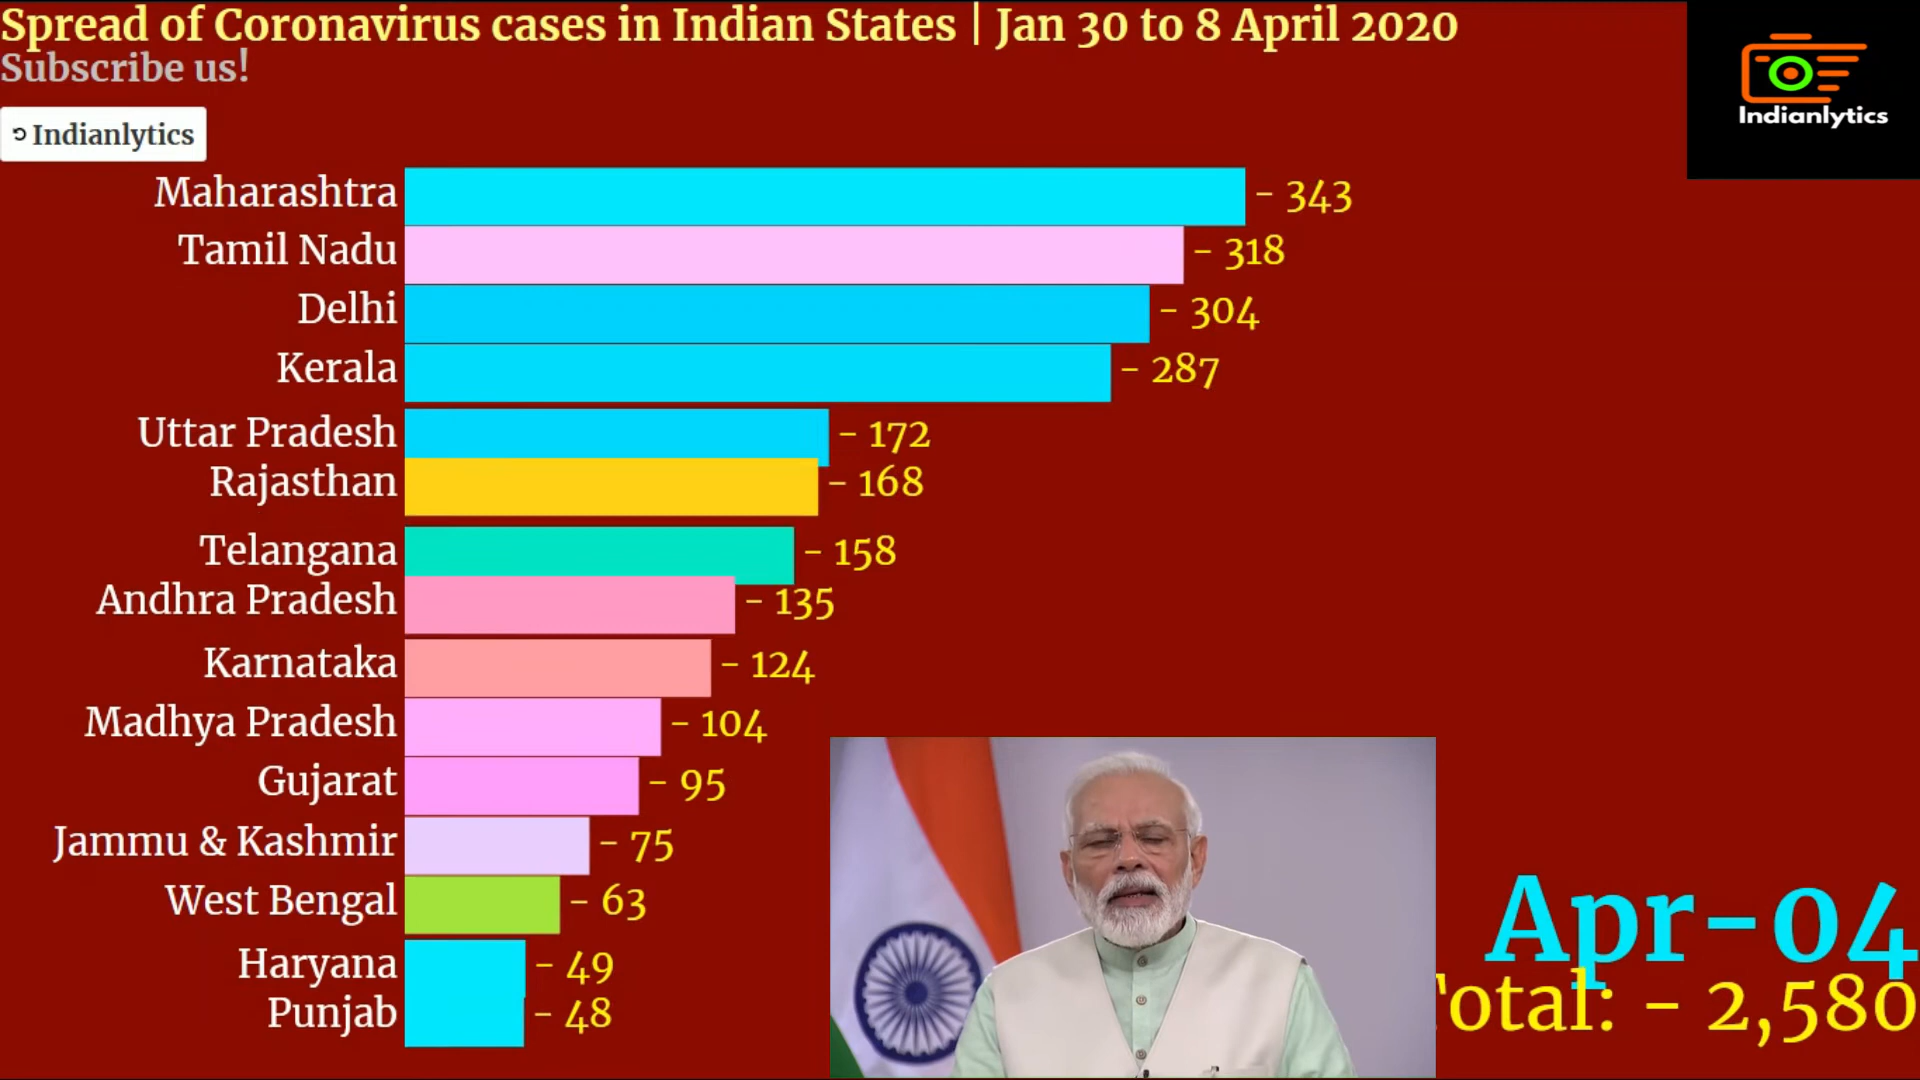 Spread of Coronavirus cases in Indian States | Jan 30 to 8 April 2020
Subscribe us!
Indianlytics
Indianlytics
Maharashtra - 343
Tamil Nadu - 318
Delhi - 304
Kerala - 287
Uttar Pradesh - 172
Rajasthan - 168
Telangana - 158
Andhra Pradesh - 135
Karnataka - 124
Madhya Pradesh - 104
Gujarat - 95
Jammu & Kashmir - 75
West Bengal - 63
Haryana - 49
Punjab - 48
Apr-04
Total: - 2,580